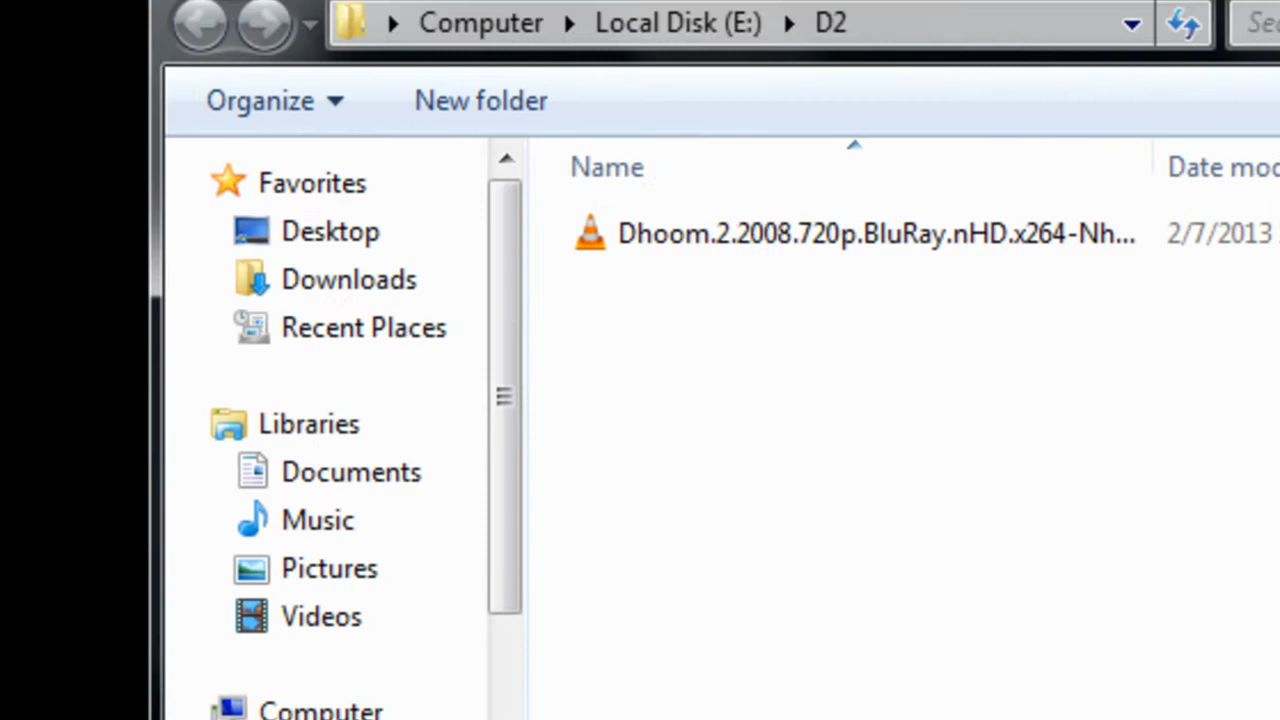 Computer Local Disk (E:) D2
Organize New folder
Name Date mod
Favorites
Dhoom.2.2008.720p.BluRay.nHD.x264-Nh... 2/7/2013
Desktop
Downloads
Recent Places
Libraries
Documents
Music
Pictures
Videos
Computer